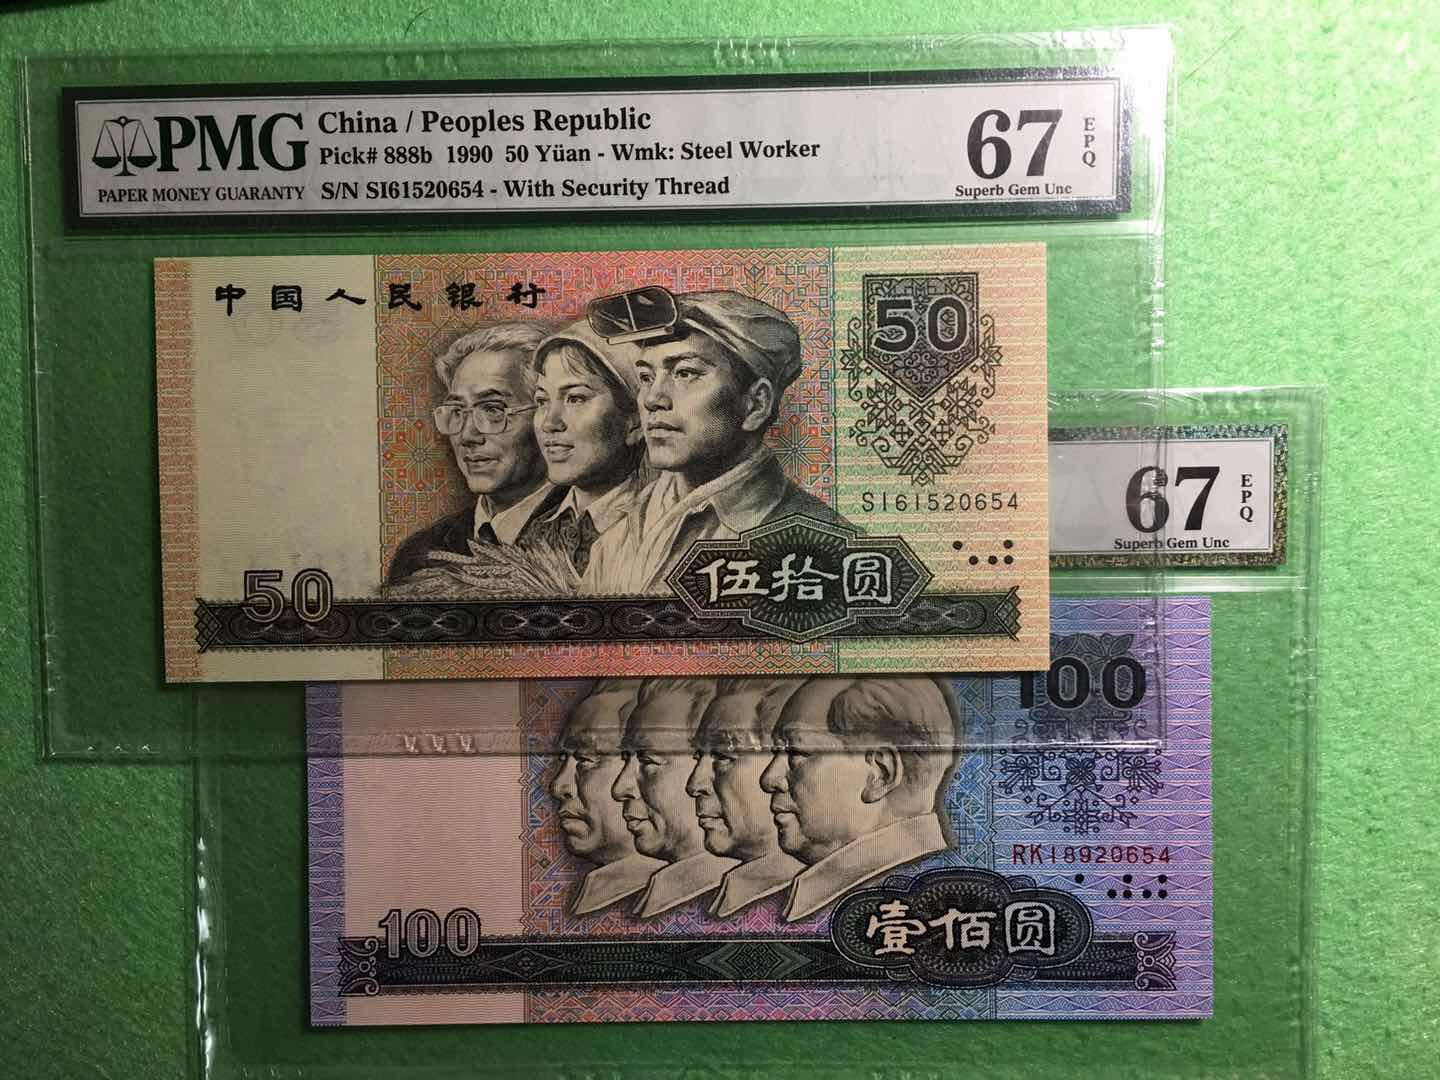 PMG
PAPER MONEY GUARANTY
China / Peoples Republic
Pick# 888b 1990 50 Yüan - Wmk: Steel Worker
S/N SI61520654 - With Security Thread
67
EPQ
Superb Gem Unc
中国人民银行
50
SI61520654
50
伍拾圆
67
EPQ
Superb Gem Unc
100
RK18920654
100
壹佰圆